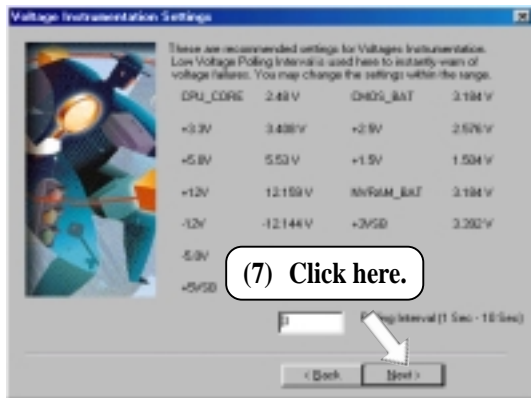 Voltage Instrumentation Settings
These are recommended settings for Voltages Instrumentation.
Low Voltage Polling Interval is used here to instantly warn of
voltage failures. You may change the settings within the range.
CPU_CORE 2.48 V CMOS_BAT 3.184 V
+3.3V 3.408 V +2.5V 2.576 V
+5.0V 5.53 V +1.5V 1.584 V
+12V 12.159 V NVRAM_BAT 3.184 V
-12V -12.144 V +3VSB 3.392 V
-5.0V
+5VSB
(7) Click here.
Interval (1 Sec - 10 Sec)
< Back Next >